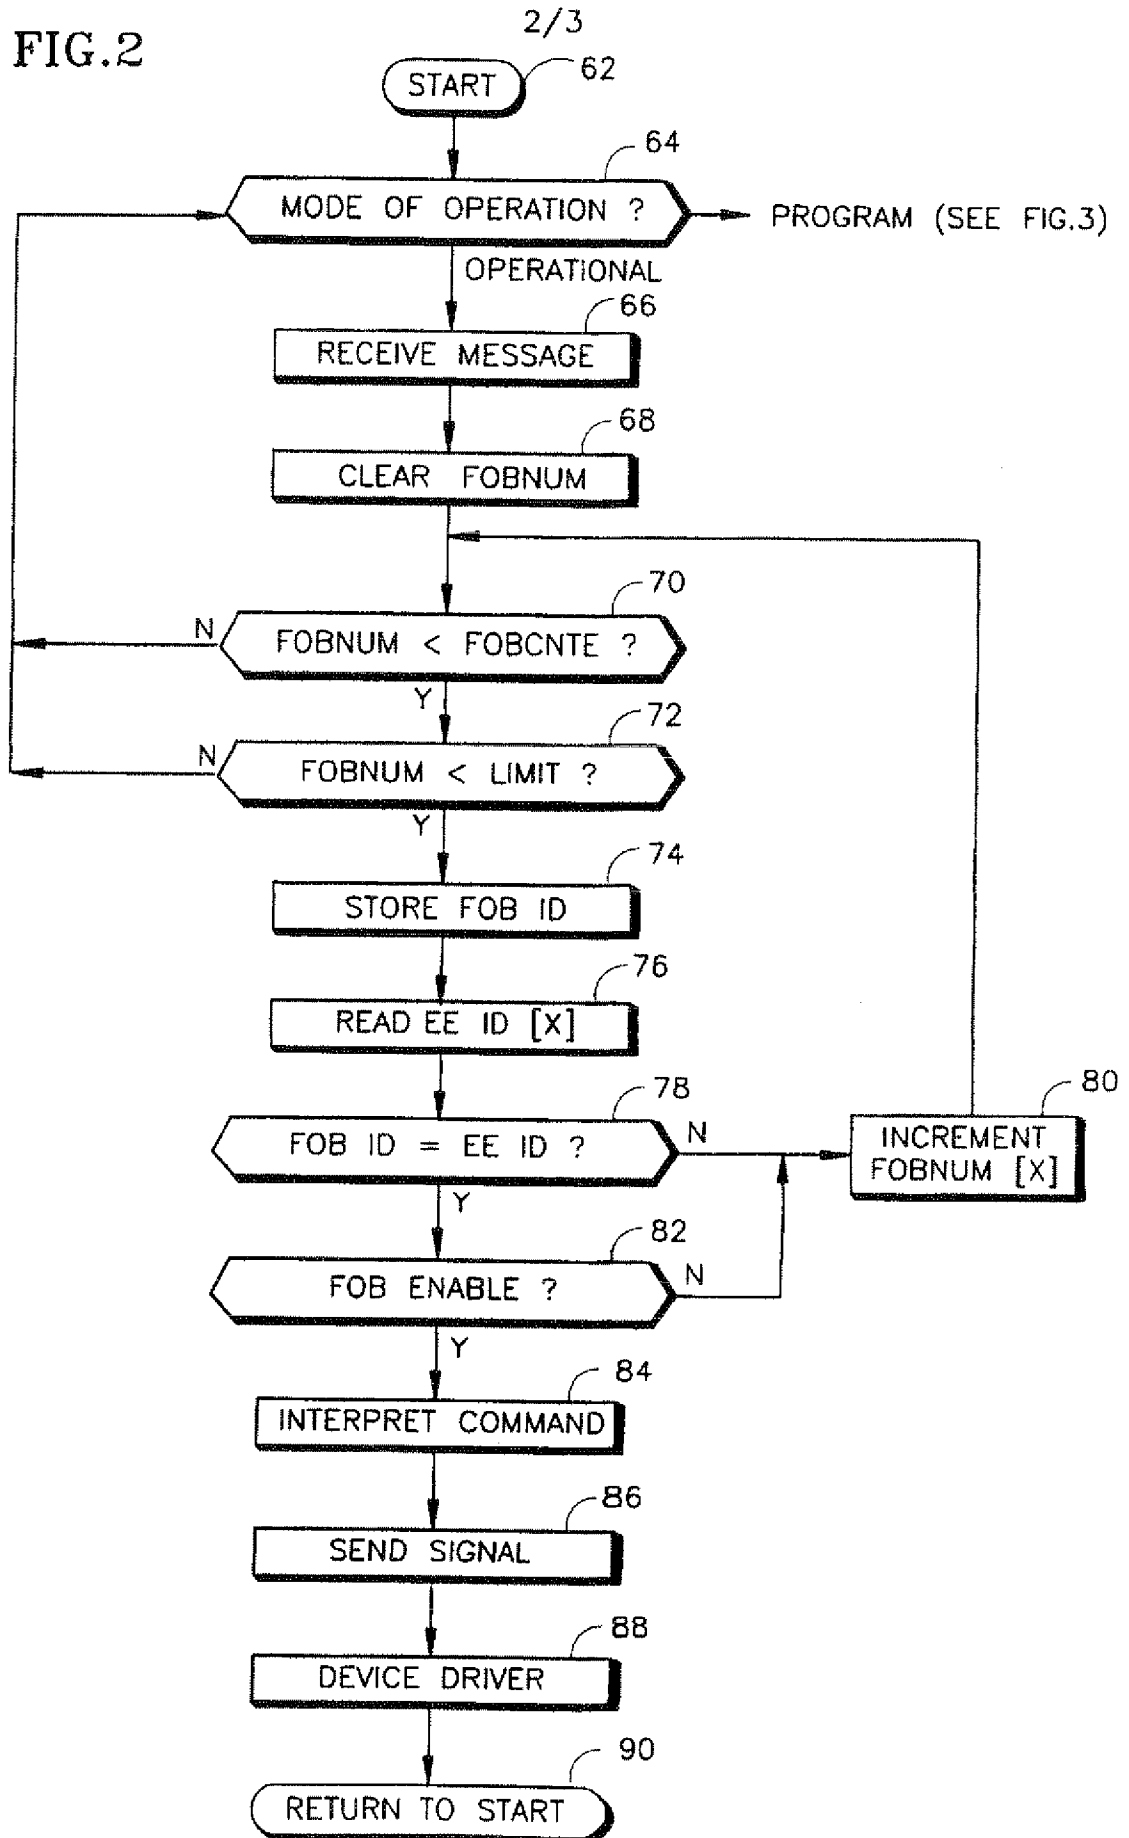 2/3
FIG.2
START
62
64
MODE OF OPERATION ?
PROGRAM (SEE FIG.3)
OPERATIONAL
66
RECEIVE MESSAGE
68
CLEAR FOBNUM
70
N
FOBNUM < FOBCNTE ?
Y
72
N
FOBNUM < LIMIT ?
Y
74
STORE FOB ID
76
READ EE ID [X]
78
FOB ID = EE ID ?
N
80
INCREMENT
FOBNUM [X]
Y
82
FOB ENABLE ?
N
Y
84
INTERPRET COMMAND
86
SEND SIGNAL
88
DEVICE DRIVER
90
RETURN TO START